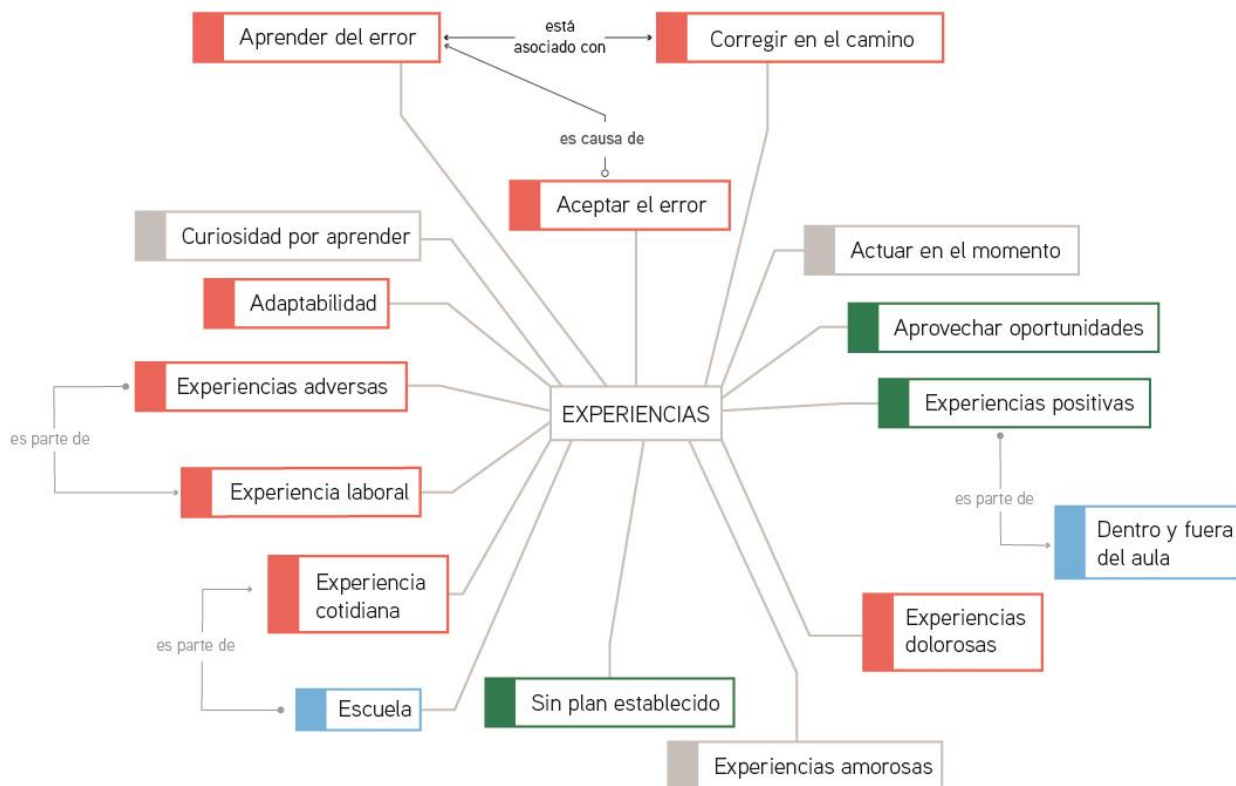 Aprender del error
está
asociado con
Corregir en el camino
es causa de
Aceptar el error
Curiosidad por aprender
Actuar en el momento
Adaptabilidad
Aprovechar oportunidades
Experiencias adversas
EXPERIENCIAS
Experiencias positivas
es parte de
Experiencia laboral
es parte de
Dentro y fuera
del aula
Experiencia
cotidiana
Experiencias
dolorosas
es parte de
Escuela
Sin plan establecido
Experiencias amorosas